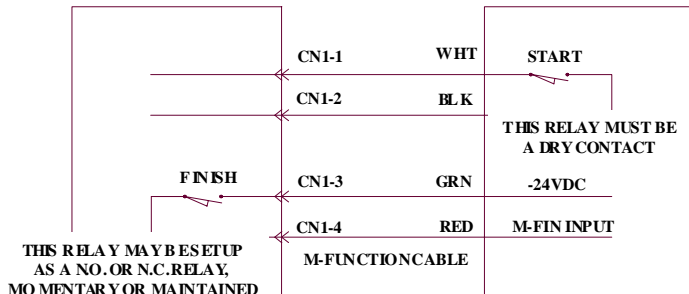 CN1-1 WHT START
CN1-2 BLK
THIS RELAY MUST BE
A DRY CONTACT
FINISH CN1-3 GRN -24VDC
CN1-4 RED M-FIN INPUT
THIS RELAY MAY BE SETUP
AS A NO. OR N.C. RELAY,
MOMENTARY OR MAINTAINED
M-FUNCTION CABLE